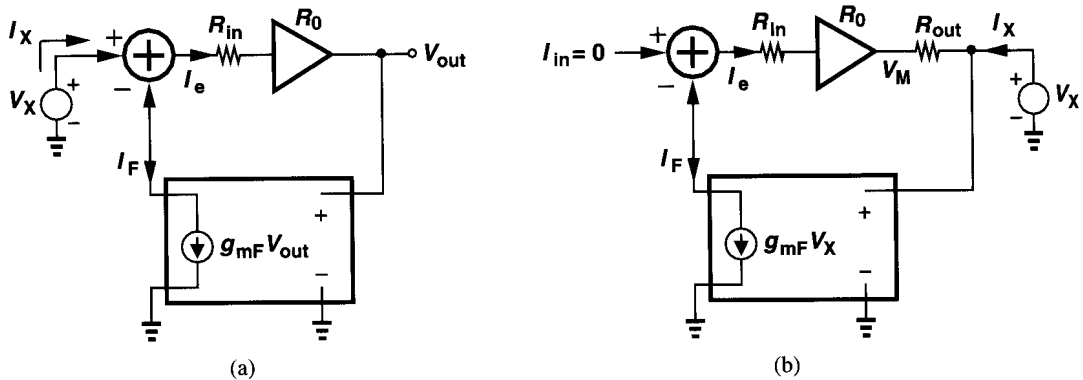 I_X
+
R_in
R_0
V_out
−
I_e
V_X
+
−
I_F
g_mF V_out
+
−
(a)
I_in = 0
+
R_in
R_0
R_out
I_X
−
I_e
V_M
+
−
V_X
I_F
g_mF V_X
+
−
(b)